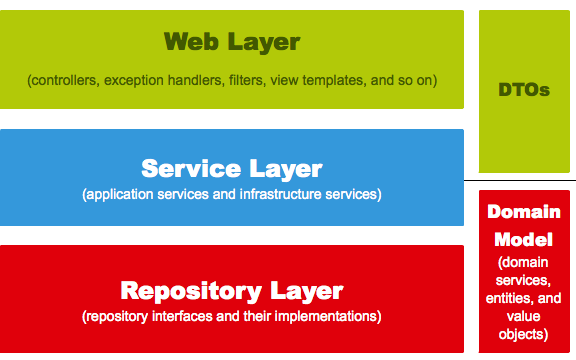 Web Layer
(controllers, exception handlers, filters, view templates, and so on)
DTOs
Service Layer
(application services and infrastructure services)
Repository Layer
(repository interfaces and their implementations)
Domain
Model
(domain
services,
entities, and
value
objects)